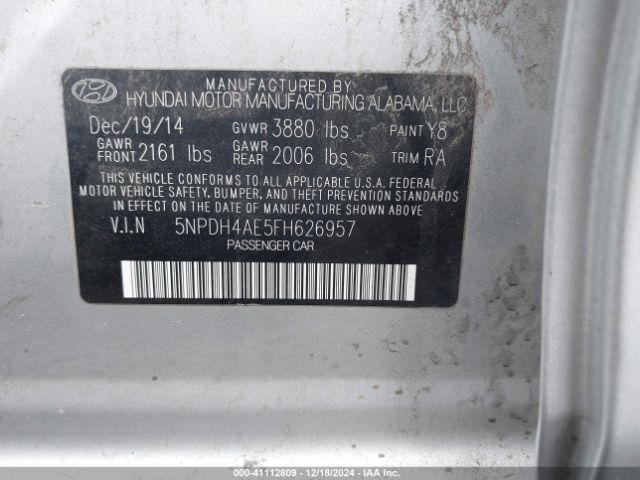 MANUFACTURED BY
HYUNDAI MOTOR MANUFACTURING ALABAMA, LLC
Dec/19/14 GVWR 3880 lbs PAINT Y8
GAWR FRONT 2161 lbs GAWR REAR 2006 lbs TRIM RA
THIS VEHICLE CONFORMS TO ALL APPLICABLE U.S.A. FEDERAL
MOTOR VEHICLE SAFETY, BUMPER, AND THEFT PREVENTION STANDARDS
IN EFFECT ON THE DATE OF MANUFACTURE SHOWN ABOVE.
V.I.N 5NPDH4AE5FH626957
PASSENGER CAR
000-41112809 - 12/18/2024 - IAAI.COM